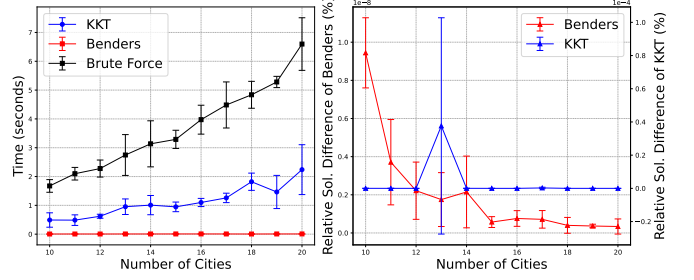 KKT
Benders
Brute Force
Time (seconds)
7
6
5
4
3
2
1
0
10 12 14 16 18 20
Number of Cities
1e-8
1e-4
Benders
KKT
Relative Sol. Difference of Benders (%)
1.0
0.8
0.6
0.4
0.2
0.0
10 12 14 16 18 20
Number of Cities
1.0
0.8
0.6
0.4
0.2
0.0
−0.2
Relative Sol. Difference of KKT (%)